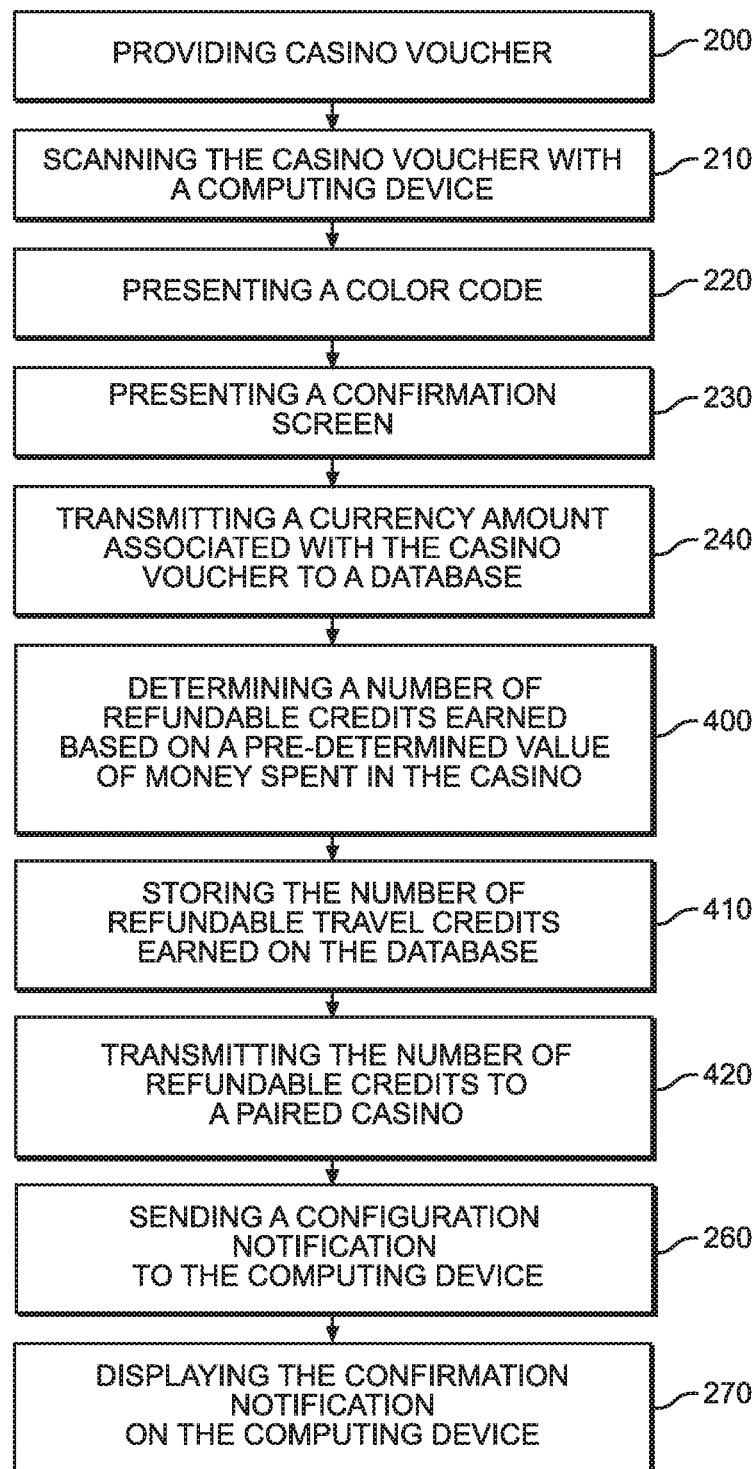 PROVIDING CASINO VOUCHER
200
SCANNING THE CASINO VOUCHER WITH
A COMPUTING DEVICE
210
PRESENTING A COLOR CODE
220
PRESENTING A CONFIRMATION
SCREEN
230
TRANSMITTING A CURRENCY AMOUNT
ASSOCIATED WITH THE CASINO
VOUCHER TO A DATABASE
240
DETERMINING A NUMBER OF
REFUNDABLE CREDITS EARNED
BASED ON A PRE-DETERMINED VALUE
OF MONEY SPENT IN THE CASINO
400
STORING THE NUMBER OF
REFUNDABLE TRAVEL CREDITS
EARNED ON THE DATABASE
410
TRANSMITTING THE NUMBER OF
REFUNDABLE CREDITS TO
A PAIRED CASINO
420
SENDING A CONFIGURATION
NOTIFICATION
TO THE COMPUTING DEVICE
260
DISPLAYING THE CONFIRMATION
NOTIFICATION
ON THE COMPUTING DEVICE
270